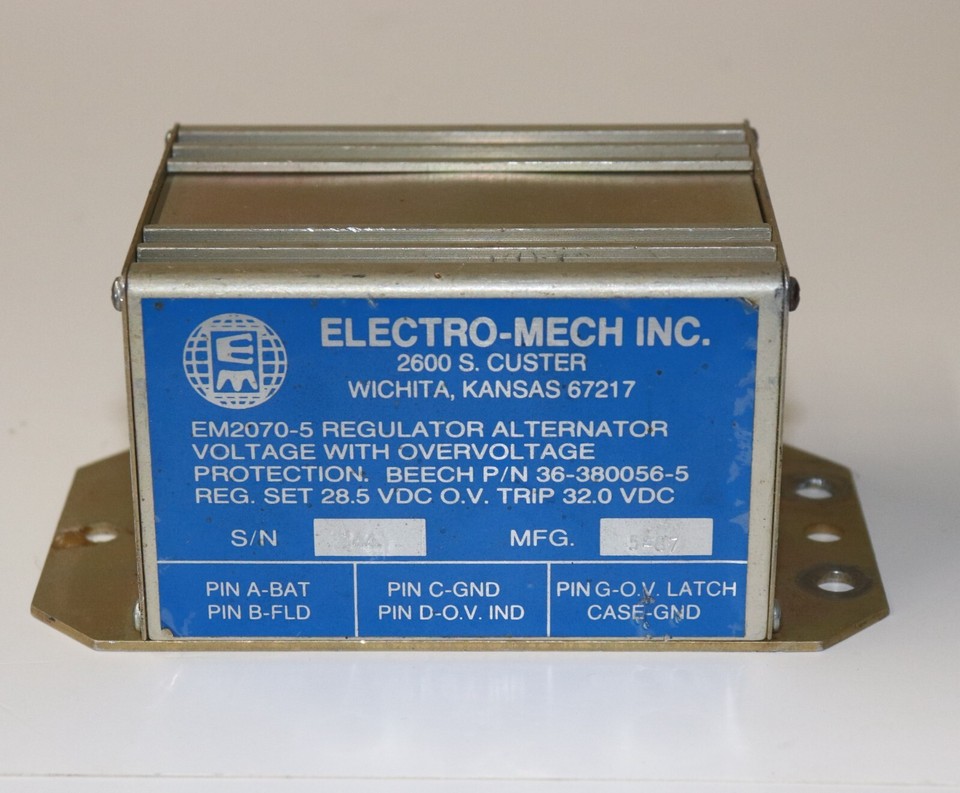 ELECTRO-MECH INC.
2600 S. CUSTER
WICHITA, KANSAS 67217
EM2070-5 REGULATOR ALTERNATOR
VOLTAGE WITH OVERVOLTAGE
PROTECTION. BEECH P/N 36-380056-5
REG. SET 28.5 VDC O.V. TRIP 32.0 VDC
S/N
MFG.
PIN A-BAT
PIN B-FLD
PIN C-GND
PIN D-O.V. IND
PIN G-O.V. LATCH
CASE-GND